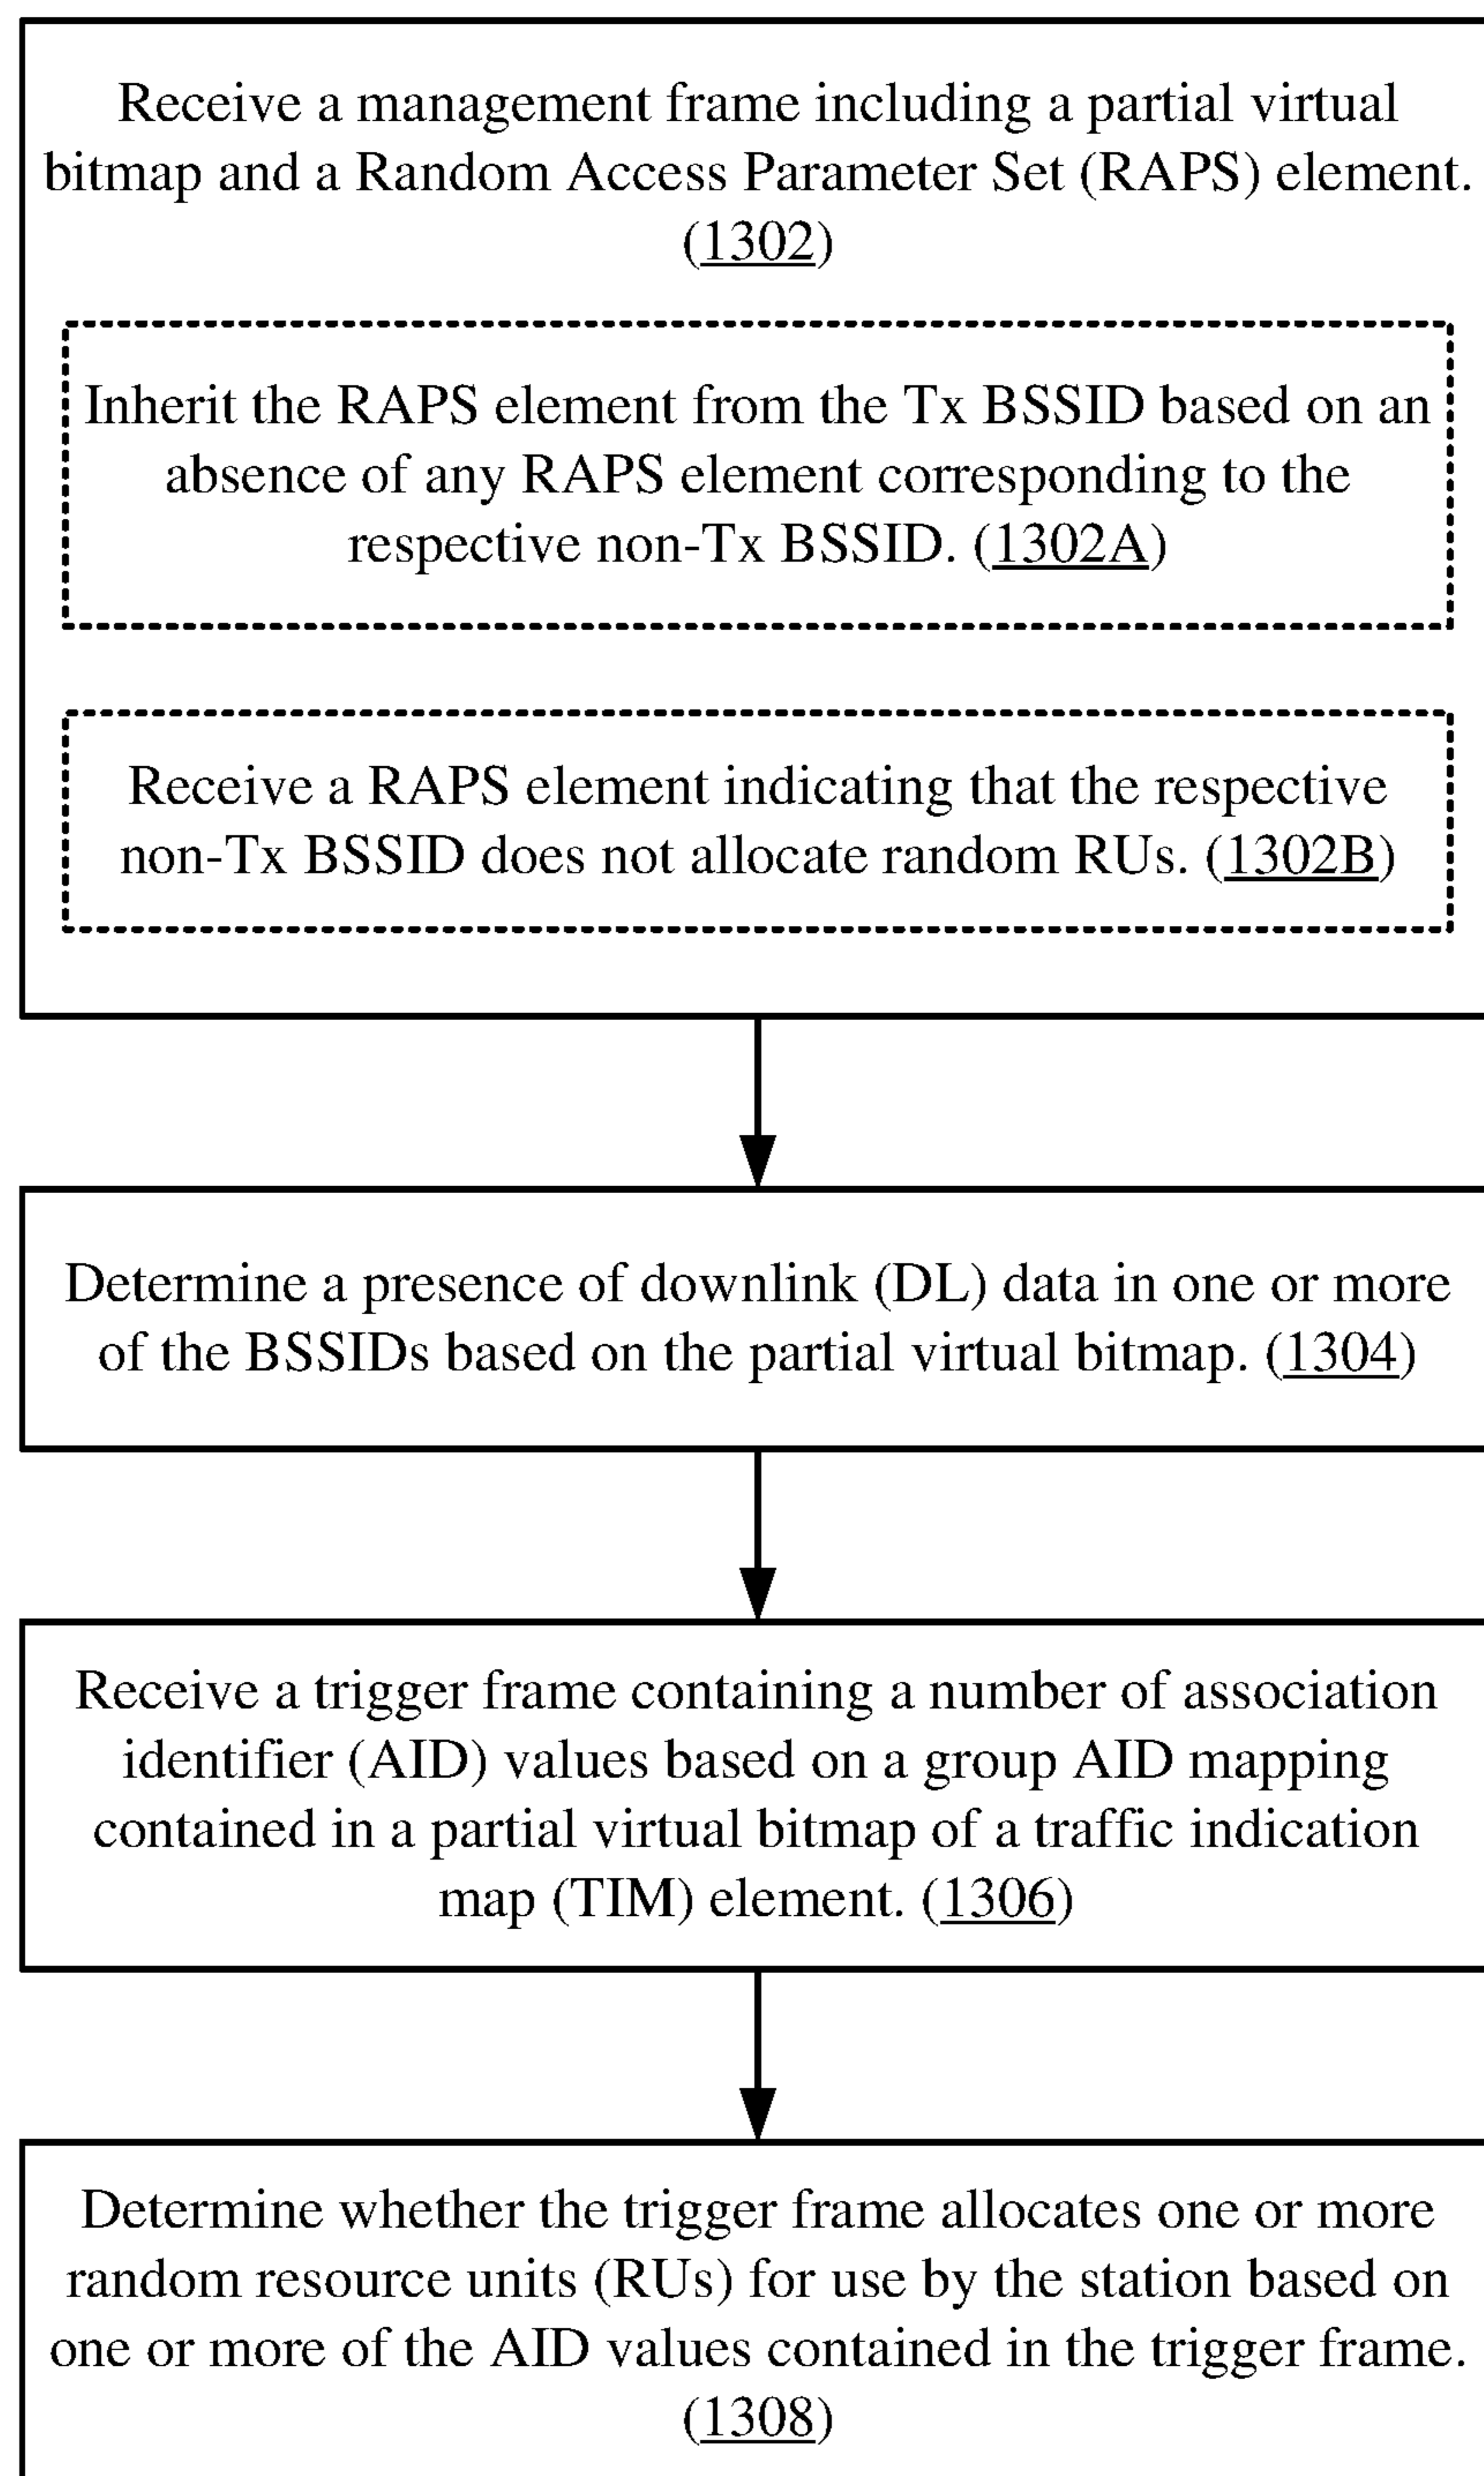 Receive a management frame including a partial virtual
bitmap and a Random Access Parameter Set (RAPS) element.
(1302)
Inherit the RAPS element from the Tx BSSID based on an
absence of any RAPS element corresponding to the
respective non-Tx BSSID. (1302A)
Receive a RAPS element indicating that the respective
non-Tx BSSID does not allocate random RUs. (1302B)
Determine a presence of downlink (DL) data in one or more
of the BSSIDs based on the partial virtual bitmap. (1304)
Receive a trigger frame containing a number of association
identifier (AID) values based on a group AID mapping
contained in a partial virtual bitmap of a traffic indication
map (TIM) element. (1306)
Determine whether the trigger frame allocates one or more
random resource units (RUs) for use by the station based on
one or more of the AID values contained in the trigger frame.
(1308)